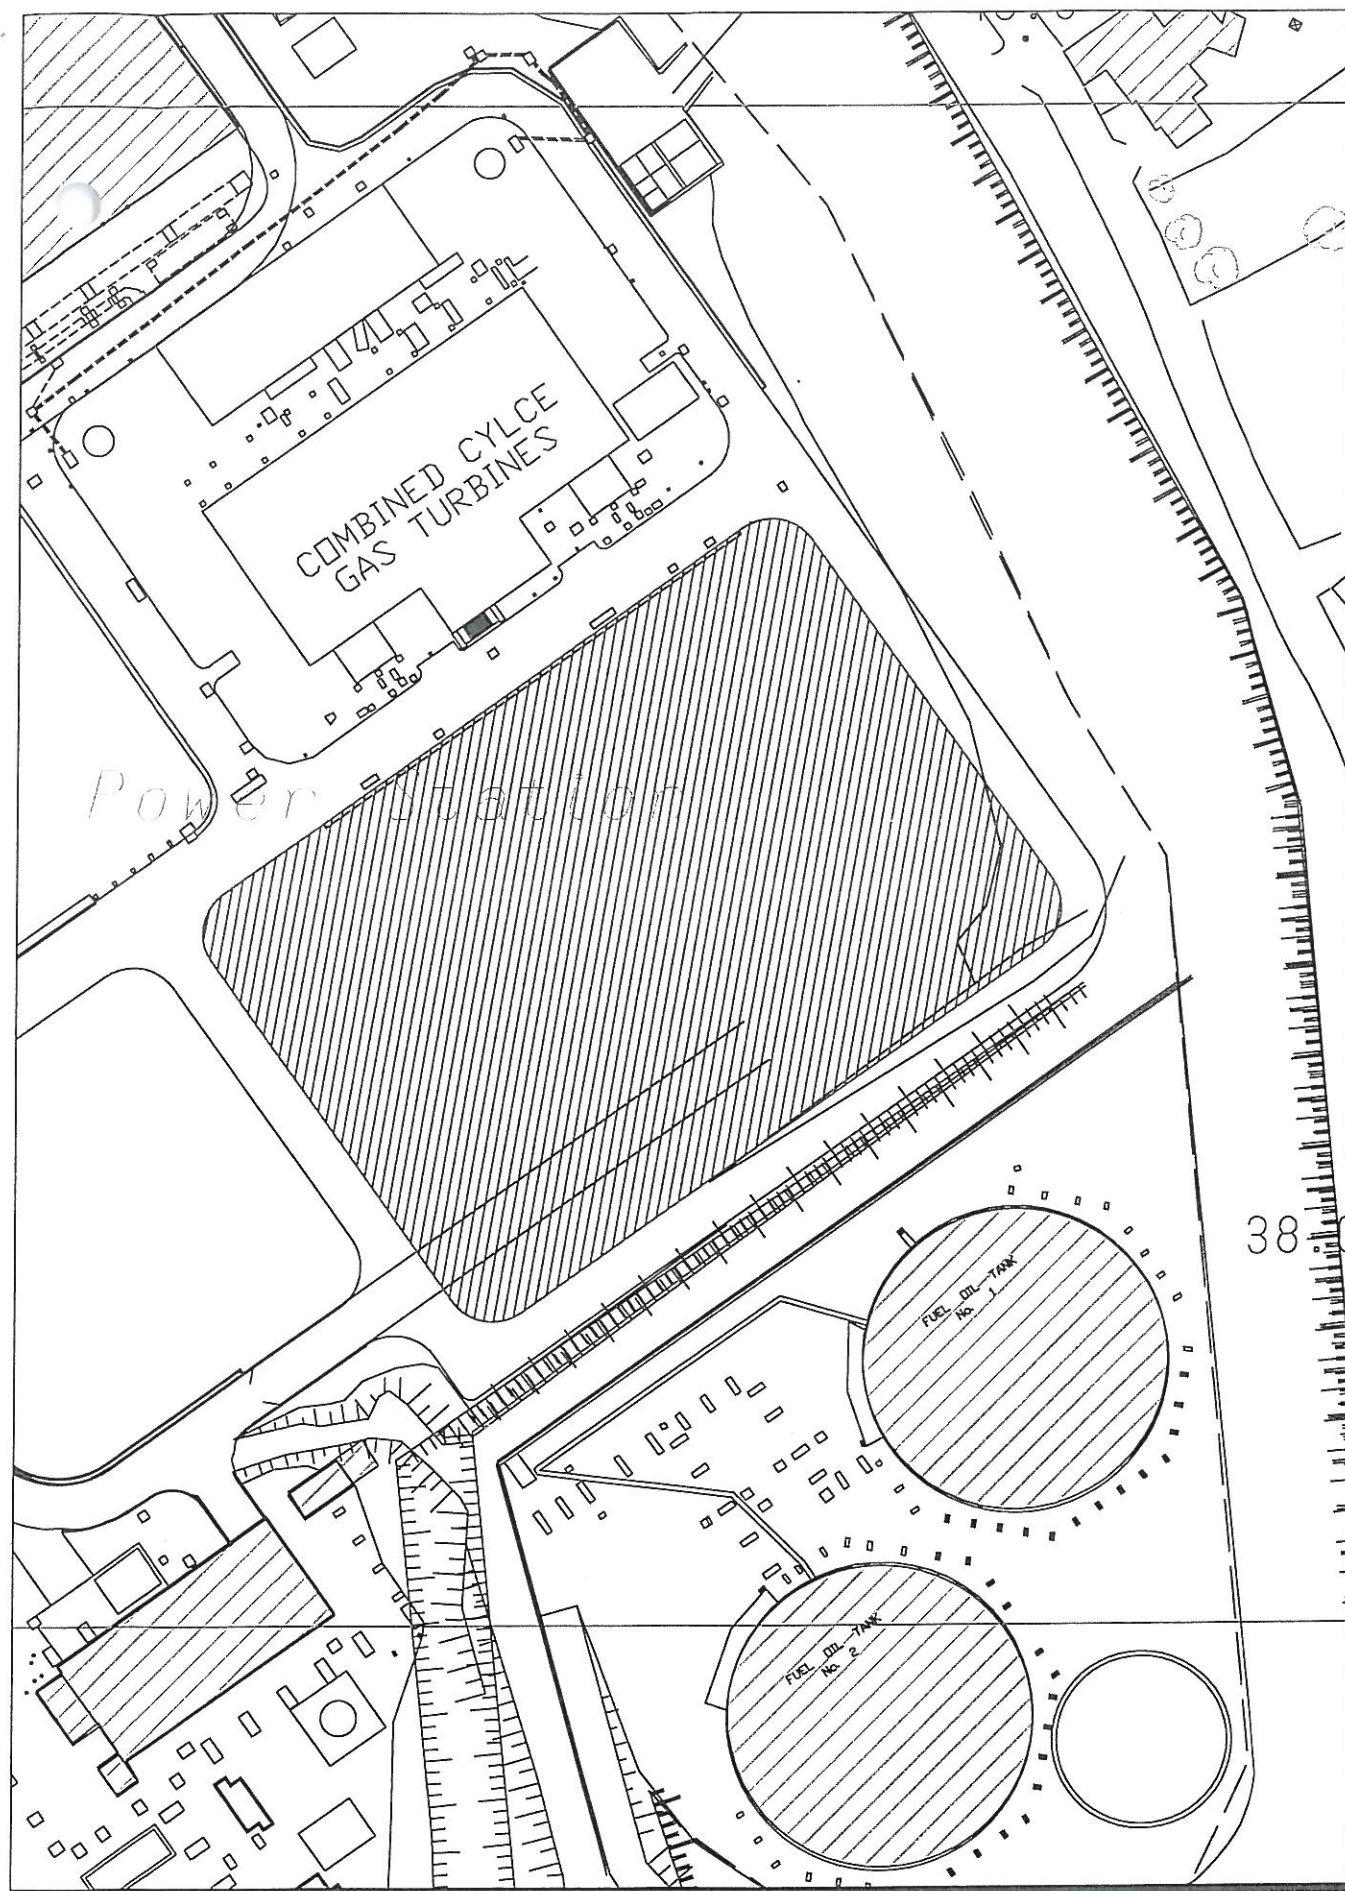 COMBINED CYLCE
GAS TURBINES
Power Station
38.
FUEL OIL TANK
No. 1
FUEL OIL TANK
No. 2